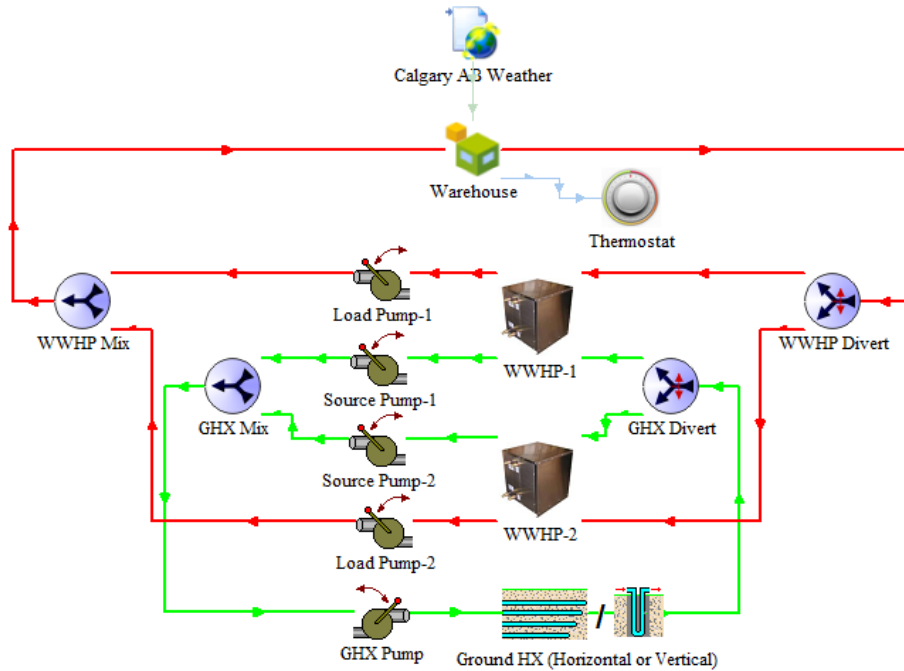 Calgary AB Weather
Warehouse
Thermostat
Load Pump-1
WWHP Mix
WWHP Divert
WWHP-1
Source Pump-1
GHX Mix
GHX Divert
Source Pump-2
WWHP-2
Load Pump-2
/
GHX Pump
Ground HX (Horizontal or Vertical)